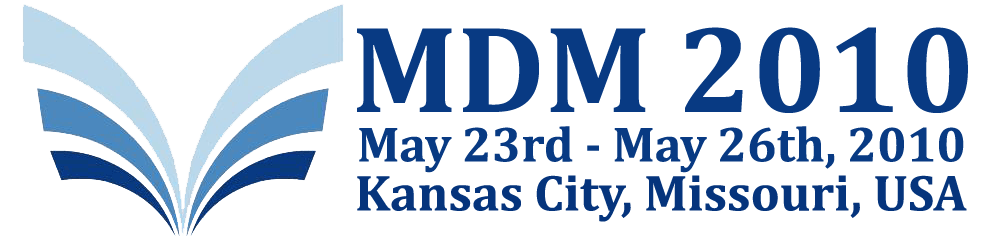 MDM 2010
May 23rd - May 26th, 2010
Kansas City, Missouri, USA